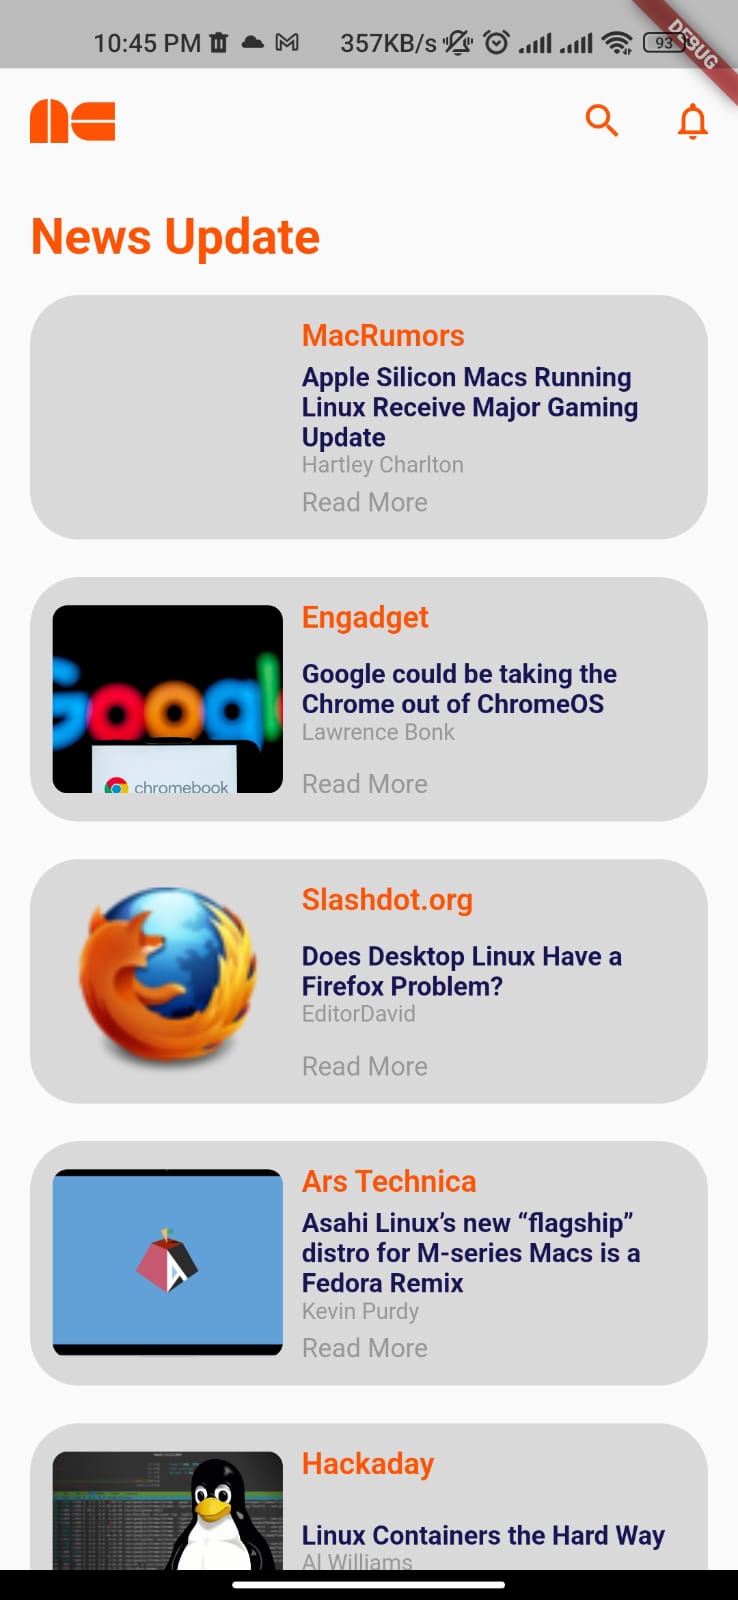 10:45 PM 357KB/s 93
DEBUG
News Update
MacRumors
Apple Silicon Macs Running
Linux Receive Major Gaming
Update
Hartley Charlton
Read More
Engadget
Google could be taking the
Chrome out of ChromeOS
Lawrence Bonk
Read More
Googl
chromebook
Slashdot.org
Does Desktop Linux Have a
Firefox Problem?
EditorDavid
Read More
Ars Technica
Asahi Linux’s new “flagship”
distro for M-series Macs is a
Fedora Remix
Kevin Purdy
Read More
A
Hackaday
Linux Containers the Hard Way
Al Williams